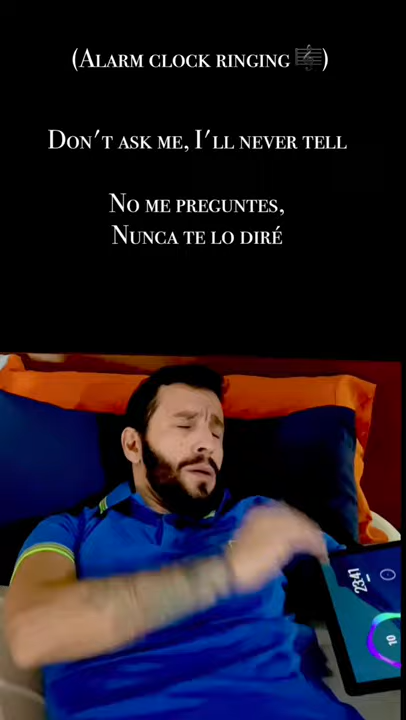 (Alarm clock ringing 🎼)
Don't ask me, I'll never tell
No me preguntes,
Nunca te lo diré
23:41
10